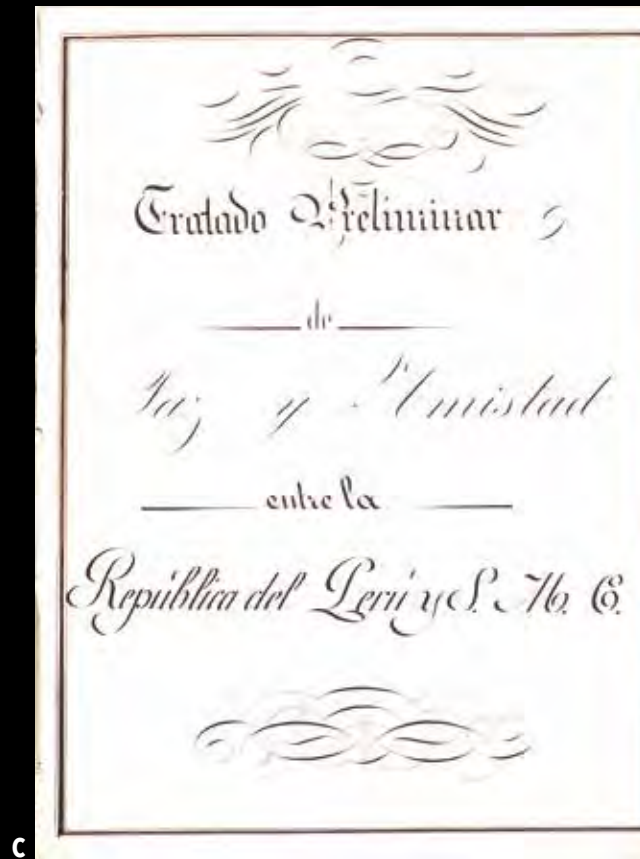 Tratado Preliminar
de
Paz y Amistad
entre la
República del Perú y S. M. C.
C